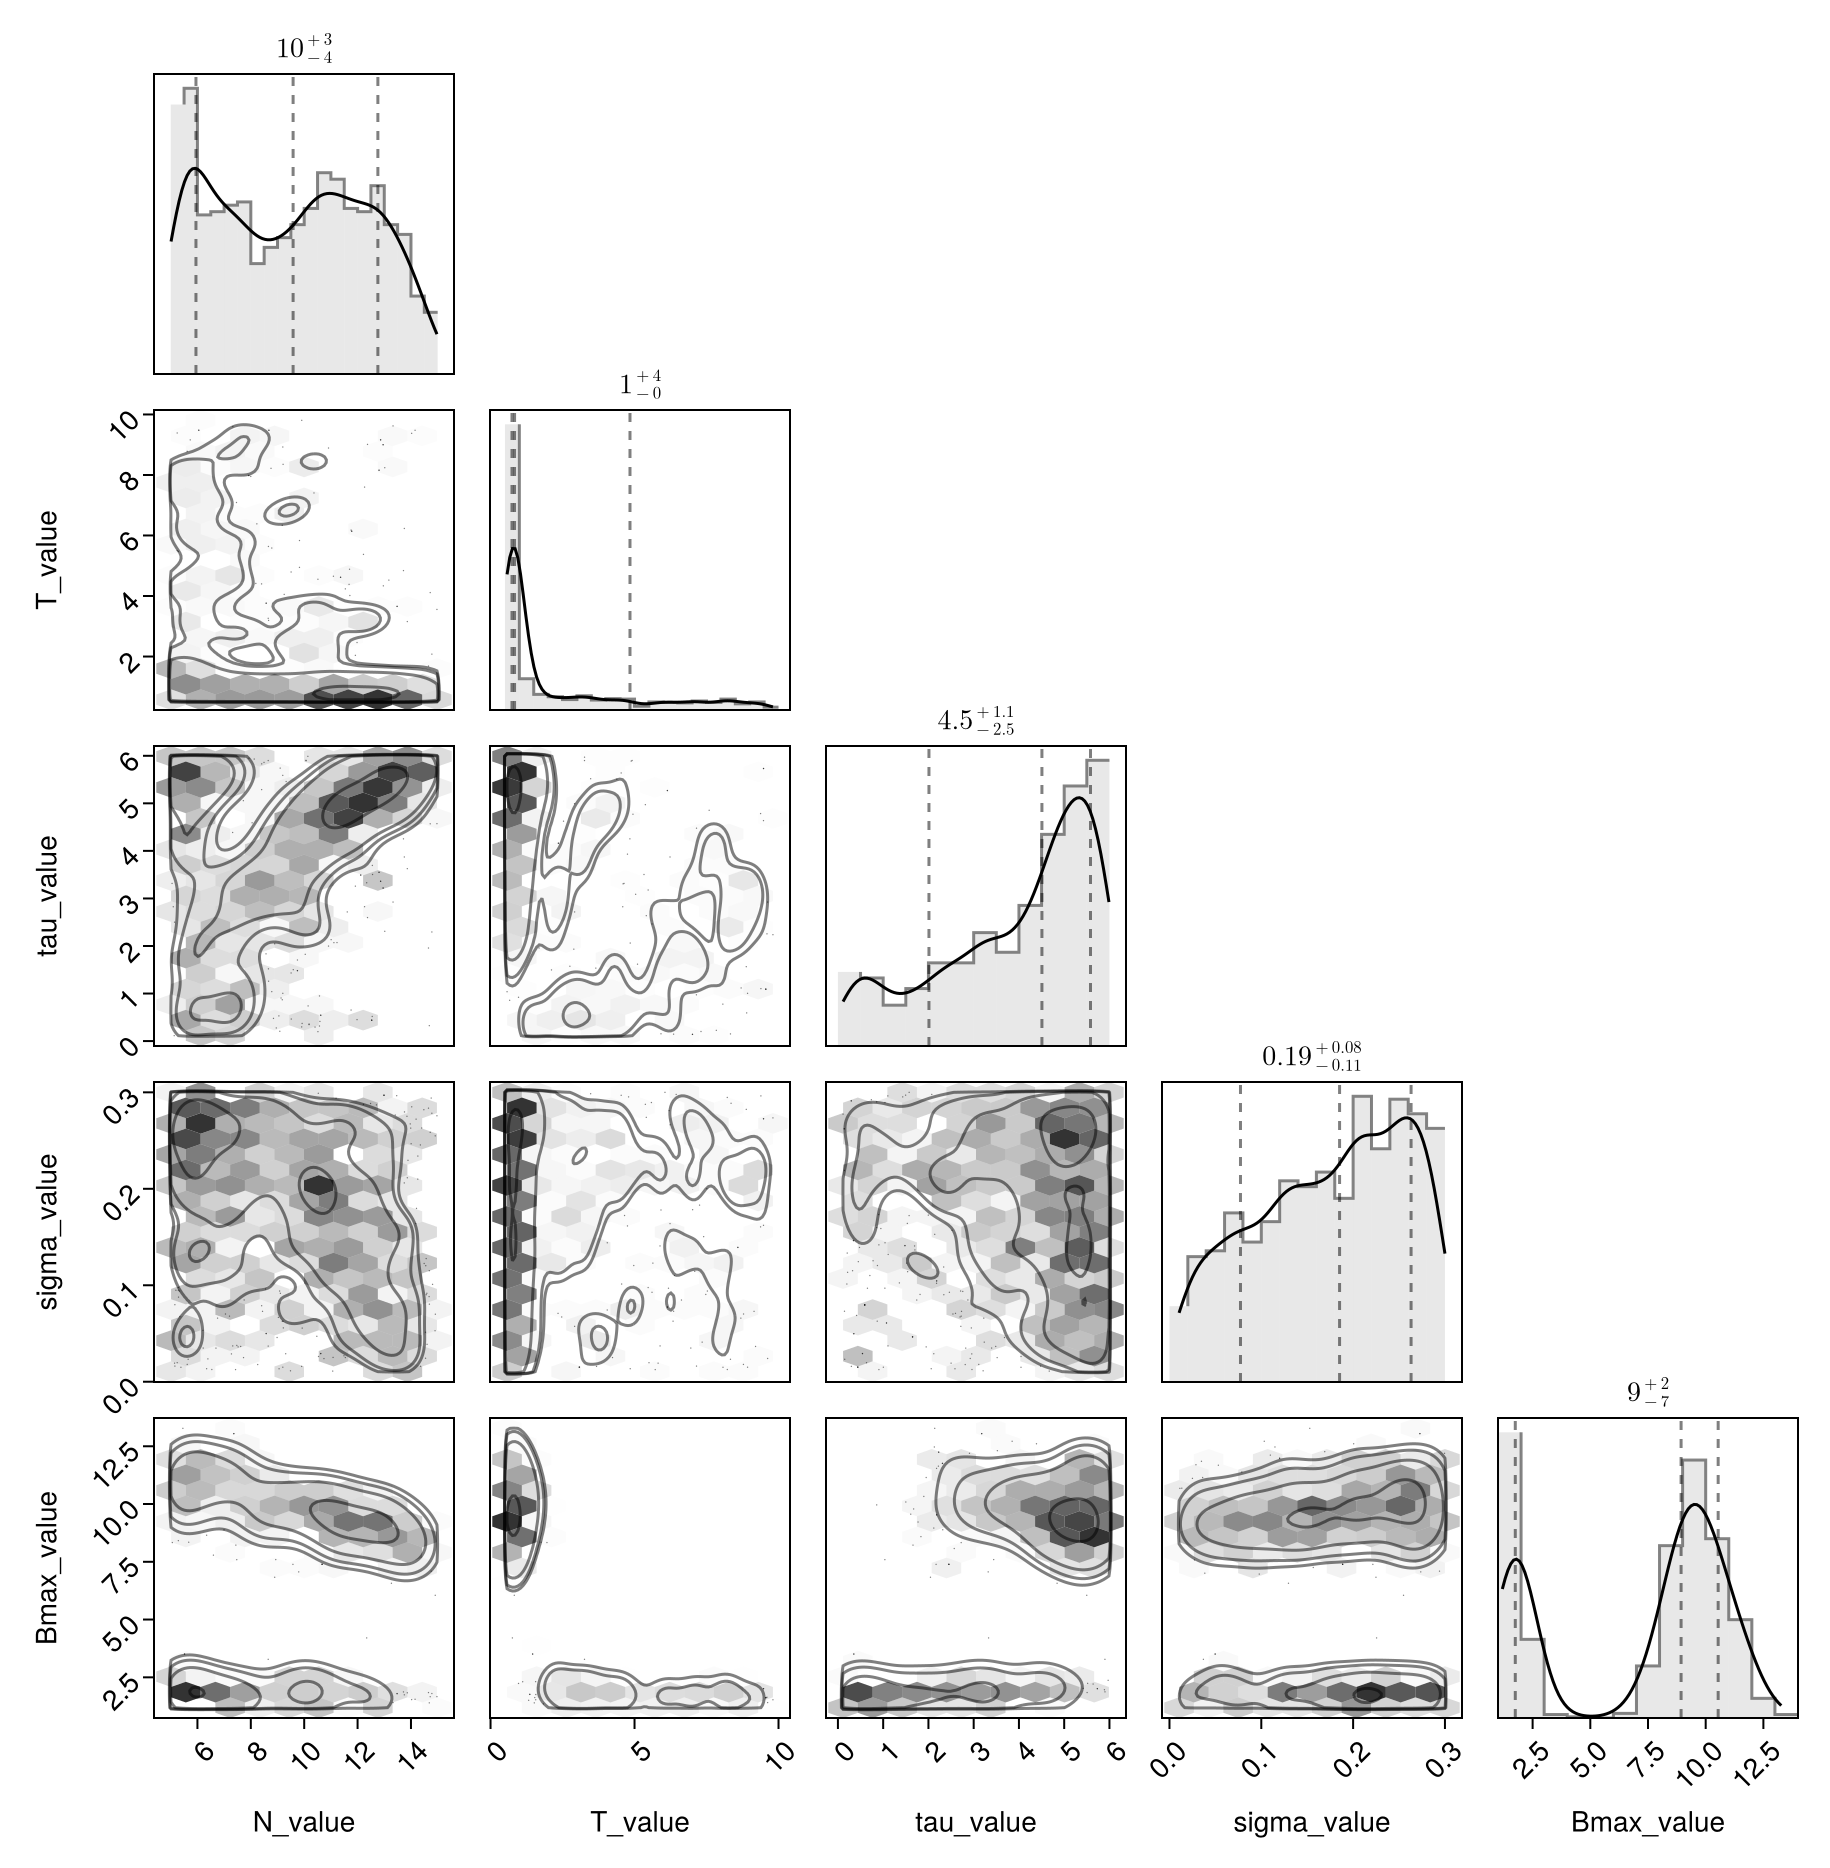 10+3−4
10
8
6
4
2
T_value
1+4−0
6
5
4
3
2
1
0
tau_value
4.5+1.1−2.5
0.3
0.2
0.1
0.0
sigma_value
0.19+0.08−0.11
12.5
10.0
7.5
5.0
2.5
Bmax_value
9+2−7
6 8 10 12 14
0 5 10
0 1 2 3 4 5 6
0.0 0.1 0.2 0.3
2.5 5.0 7.5 10.0 12.5
N_value T_value tau_value sigma_value Bmax_value